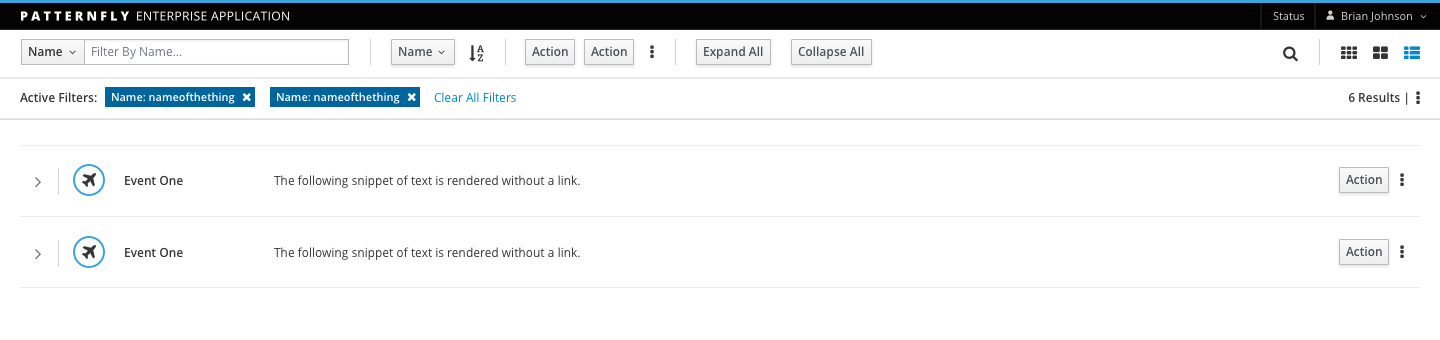 PATTERNFLY ENTERPRISE APPLICATION Status Brian Johnson
Name Filter By Name... Name A Z Action Action Expand All Collapse All
Active Filters: Name: nameofthething Name: nameofthething Clear All Filters 6 Results |
Event One The following snippet of text is rendered without a link. Action
Event One The following snippet of text is rendered without a link. Action